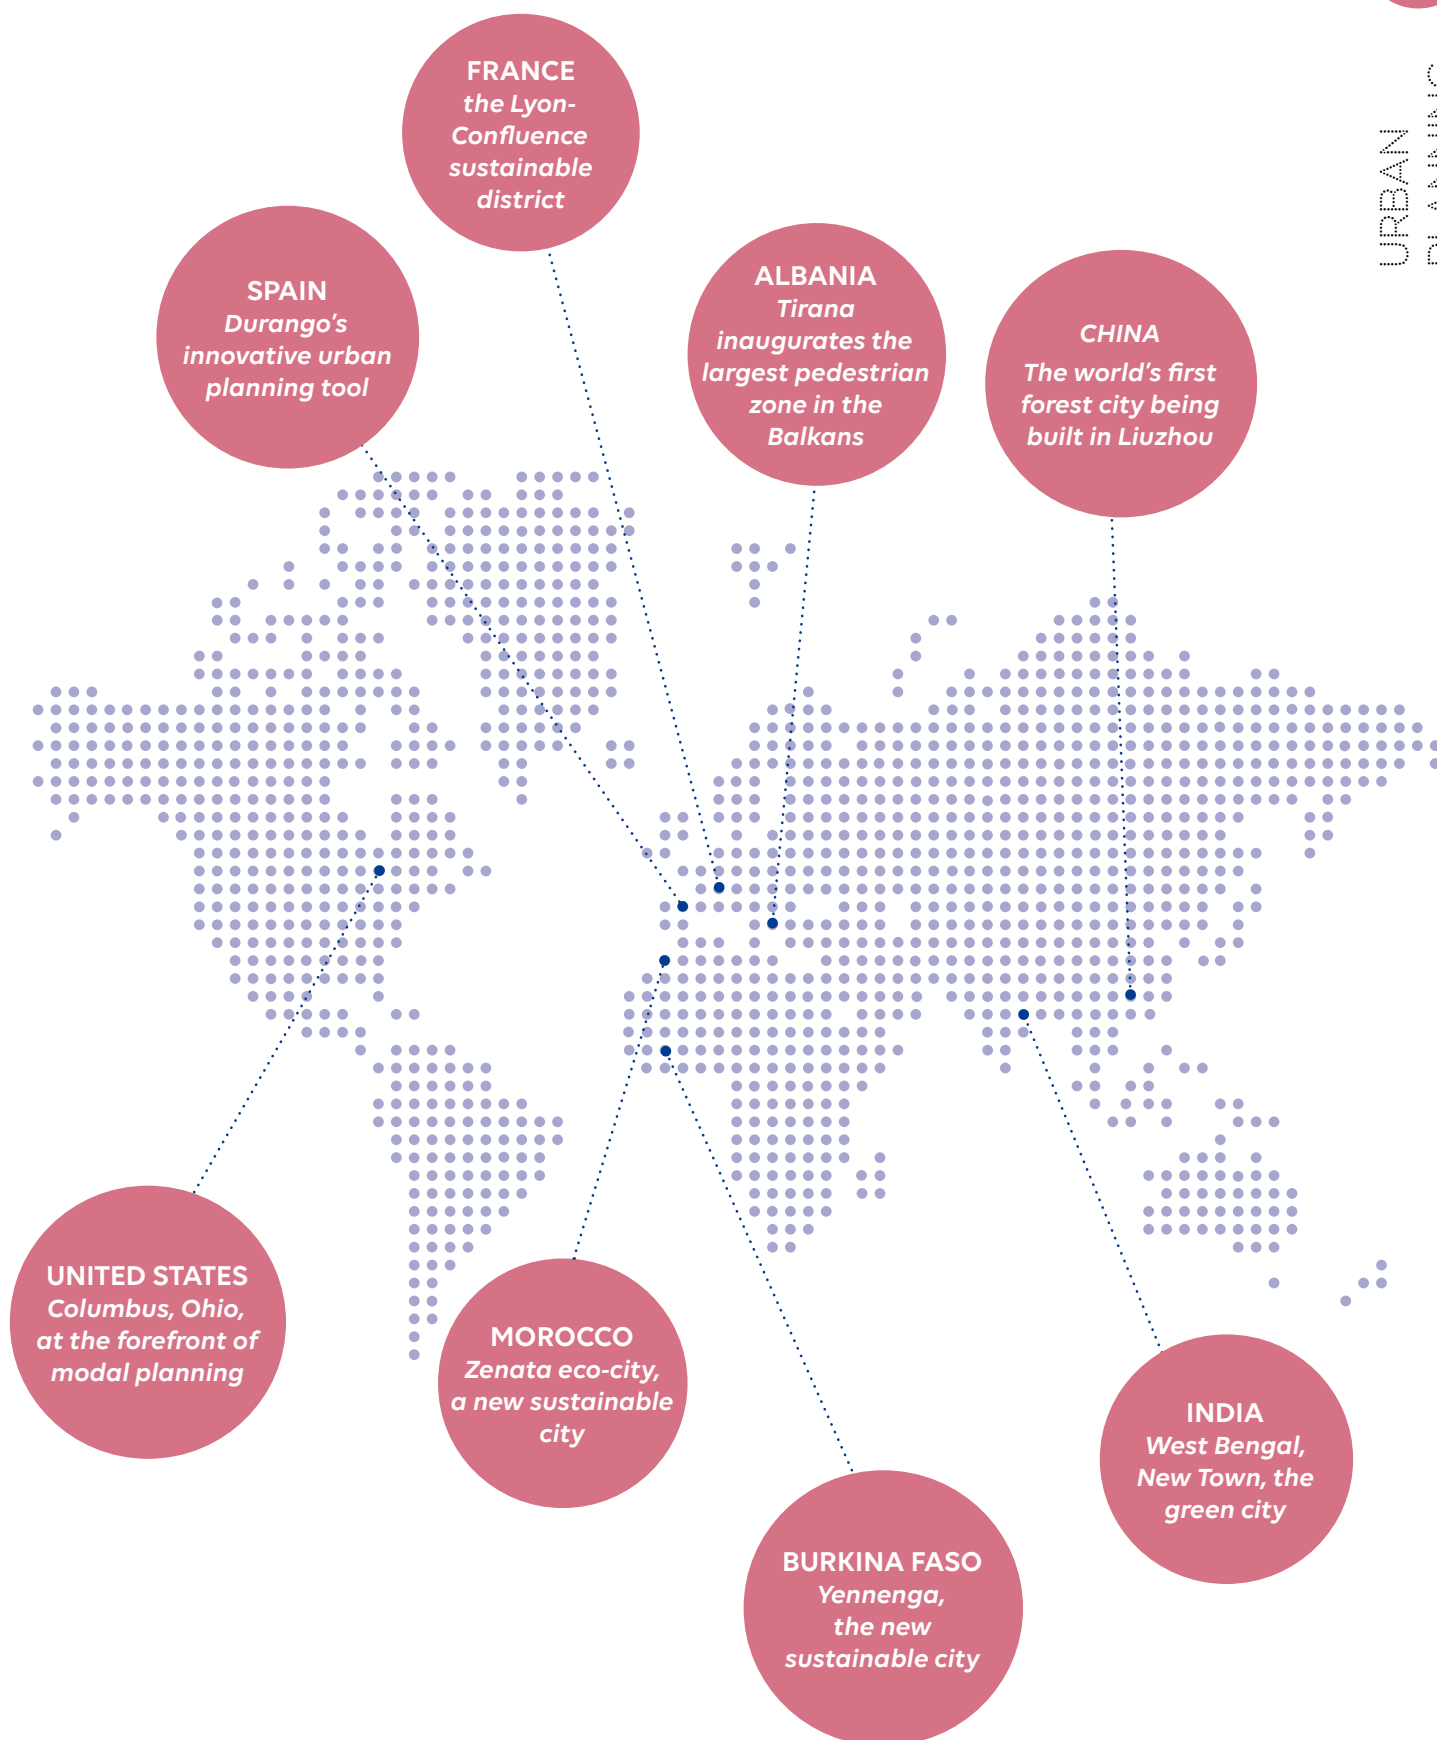 URBAN
PLANNING
FRANCE
the Lyon-
Confluence
sustainable
district
SPAIN
Durango's
innovative urban
planning tool
ALBANIA
Tirana
inaugurates the
largest pedestrian
zone in the
Balkans
CHINA
The world's first
forest city being
built in Liuzhou
UNITED STATES
Columbus, Ohio,
at the forefront of
modal planning
MOROCCO
Zenata eco-city,
a new sustainable
city
INDIA
West Bengal,
New Town, the
green city
BURKINA FASO
Yennenga,
the new
sustainable city